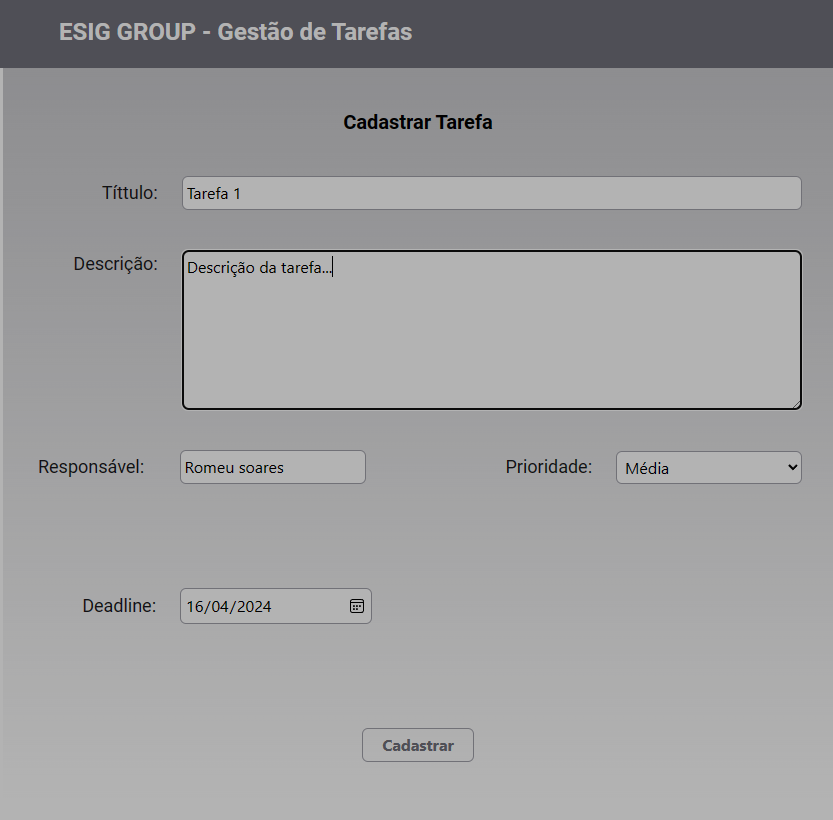 ESIG GROUP - Gestão de Tarefas
Cadastrar Tarefa
Títtulo: Tarefa 1
Descrição: Descrição da tarefa...
Responsável: Romeu soares Prioridade: Média
Deadline: 16/04/2024
Cadastrar